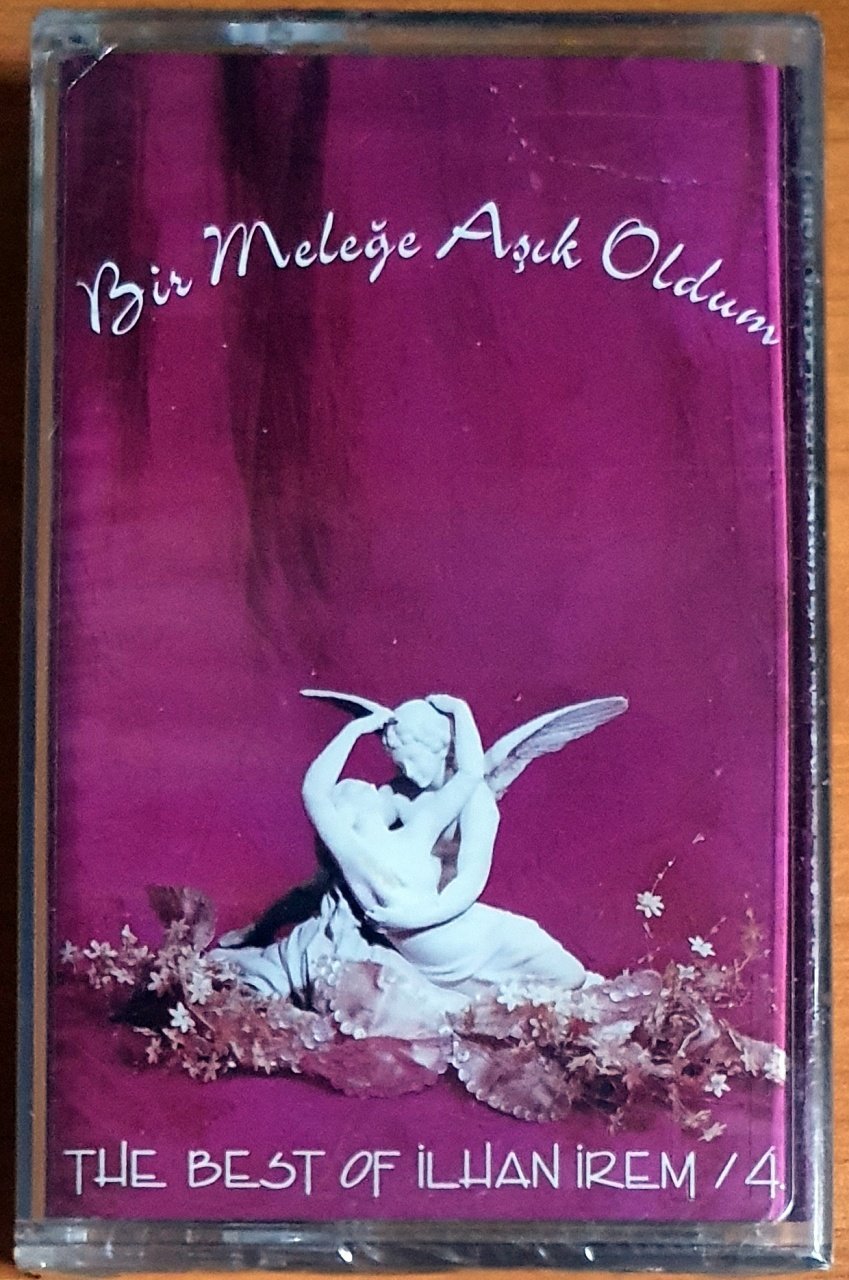 Bir Meleğe Aşık Oldum
THE BEST OF İLHAN İREM / 4